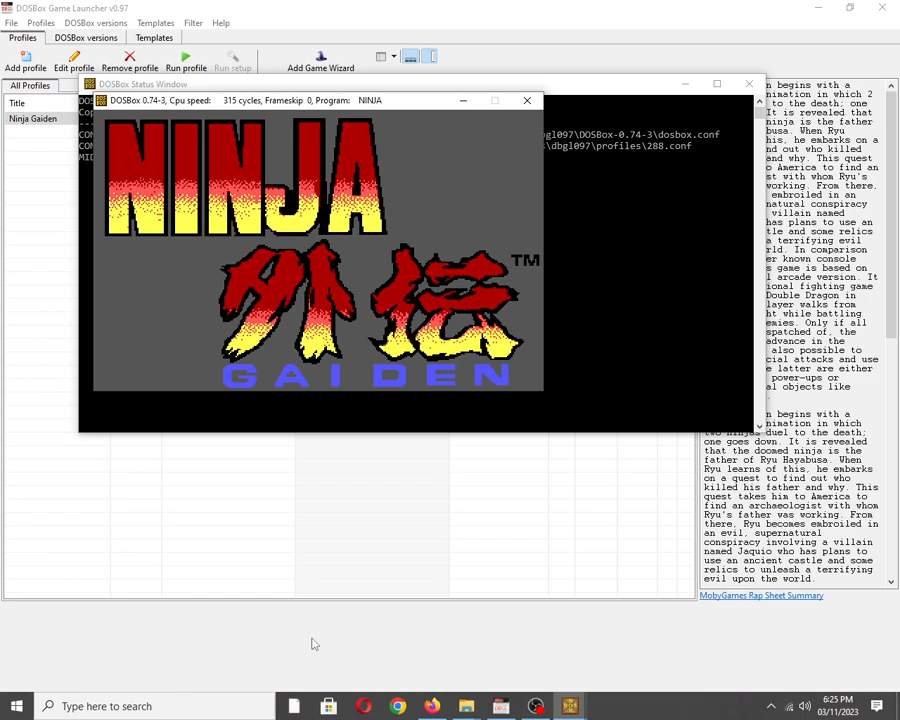 DOSBox Game Launcher v0.97
File Profiles DOSBox versions Templates Filter Help
Profiles DOSBox versions Templates
Add profile Edit profile Remove profile Run profile Run setup Add Game Wizard
All Profiles
Title
Ninja Gaiden
DOSBox Status Window
DOSBox 0.74-3, Cpu speed: 315 cycles, Frameskip 0, Program: NINJA
DOS
Cop
CON
CON
MID
bgl097\DOSBox-0.74-3\dosbox.conf
s\dbgl097\profiles\288.conf
NINJA
外伝 TM
GAIDEN
n begins with a
nimation in which 2
to the death; one
It is revealed that
ninja is the father
busa. When Ryu
his, he embarks on a
nd out who killed
and why. This quest
to America to find an
st with whom Ryu's
working. From there,
embroiled in an
natural conspiracy
villain named
has plans to use an
tle and some relics
a terrifying evil
rld. In comparison
er known console
s game is based on
l arcade version. It
ional fighting game
Double Dragon in
layer walks from
ht while battling
emies. Only if all
spatched of, the
advance in the
also possible to
cial attacks and use
e latter are either
power-ups or
al objects like
n begins with a
nimation in which
two ninjas duel to the death;
one goes down. It is revealed
that the doomed ninja is the
father of Ryu Hayabusa. When
Ryu learns of this, he embarks
on a quest to find out who
killed his father and why. This
quest takes him to America to
find an archaeologist with whom
Ryu's father was working. From
there, Ryu becomes embroiled in
an evil, supernatural
conspiracy involving a villain
named Jaquio who has plans to
use an ancient castle and some
relics to unleash a terrifying
evil upon the world.
MobyGames Rap Sheet Summary
Type here to search
6:25 PM
03/11/2023